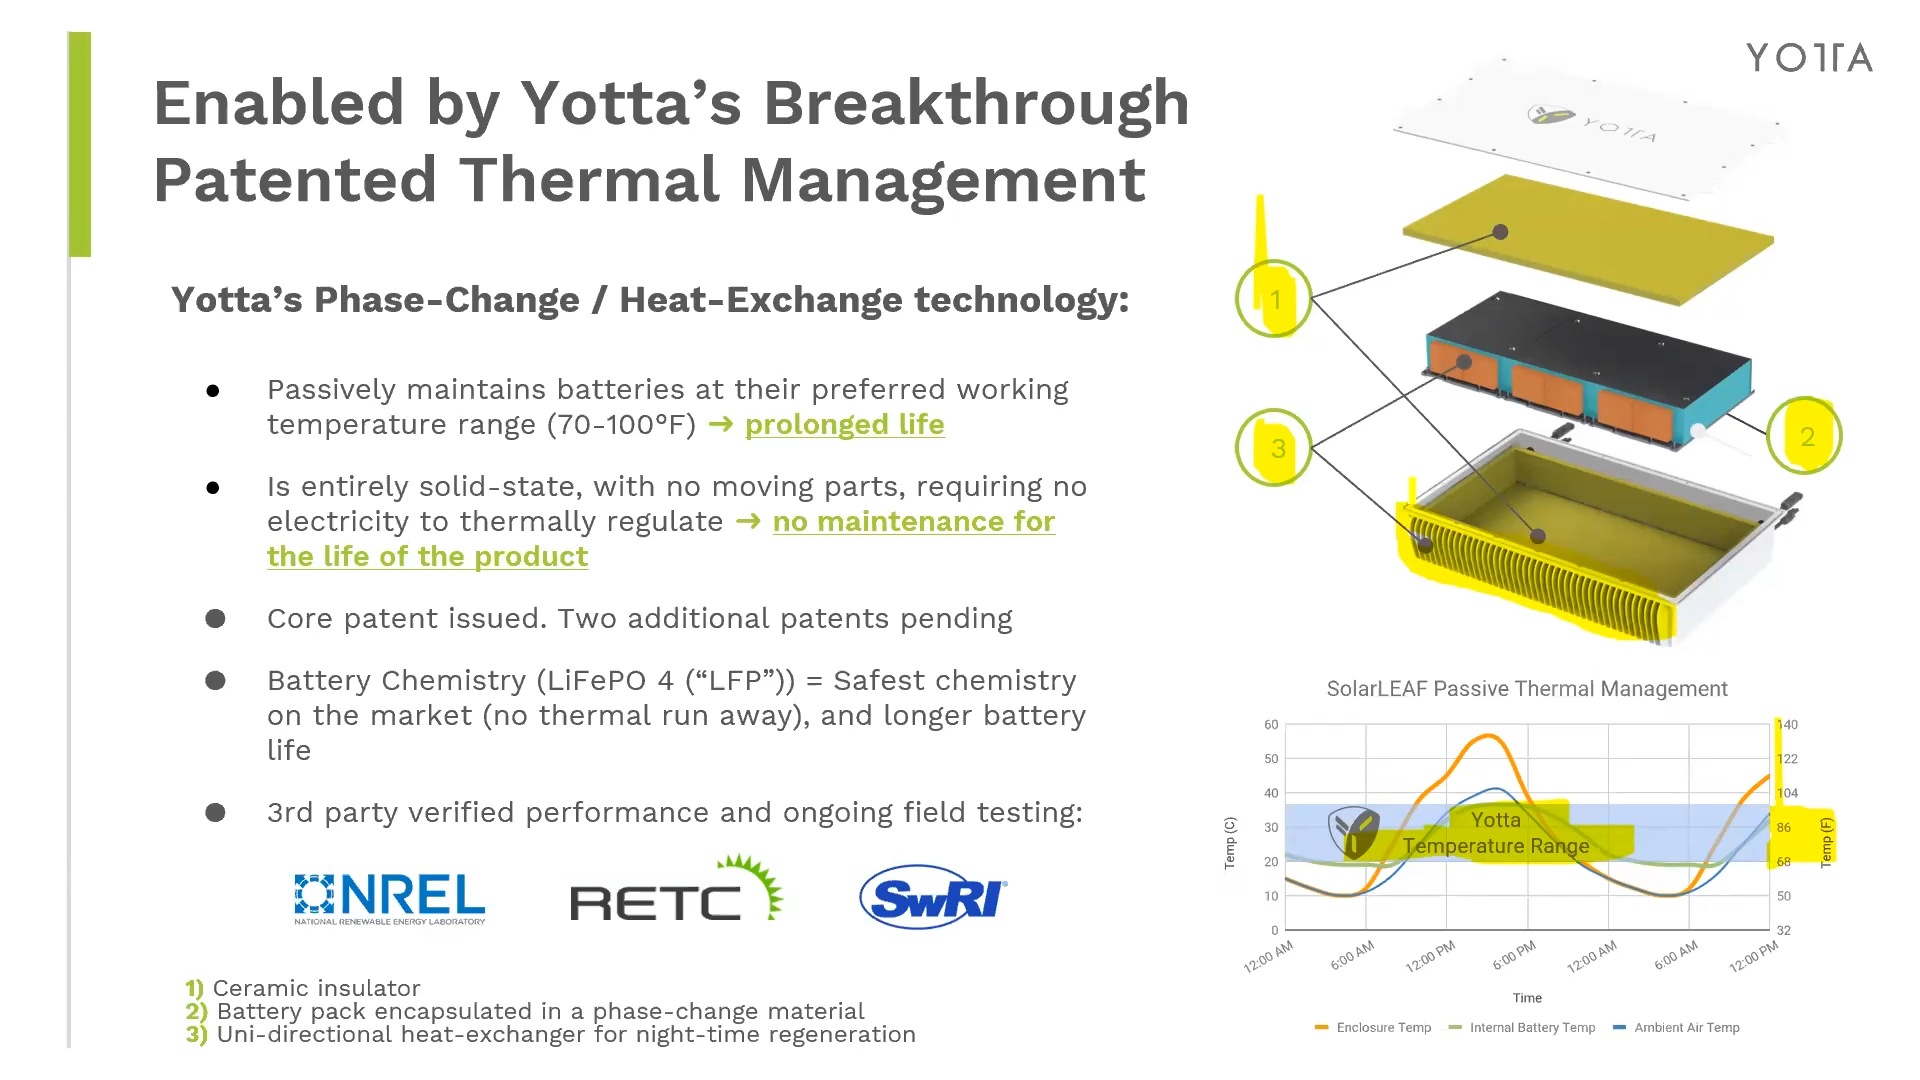 YOTTA
Enabled by Yotta’s Breakthrough
Patented Thermal Management
Yotta’s Phase-Change / Heat-Exchange technology:
● Passively maintains batteries at their preferred working
temperature range (70-100°F) ➔ prolonged life
● Is entirely solid-state, with no moving parts, requiring no
electricity to thermally regulate ➔ no maintenance for
the life of the product
● Core patent issued. Two additional patents pending
● Battery Chemistry (LiFePO 4 (“LFP”)) = Safest chemistry
on the market (no thermal run away), and longer battery
life
● 3rd party verified performance and ongoing field testing:
NREL
NATIONAL RENEWABLE ENERGY LABORATORY
RETC
SwRI®
1) Ceramic insulator
2) Battery pack encapsulated in a phase-change material
3) Uni-directional heat-exchanger for night-time regeneration
YOTTA
1
2
3
SolarLEAF Passive Thermal Management
60
50
40
30
20
10
0
Temp (C)
140
122
104
86
68
50
32
Temp (F)
Yotta
Temperature Range
12:00 AM
6:00 AM
12:00 PM
6:00 PM
12:00 AM
6:00 AM
12:00 PM
Time
Enclosure Temp
Internal Battery Temp
Ambient Air Temp